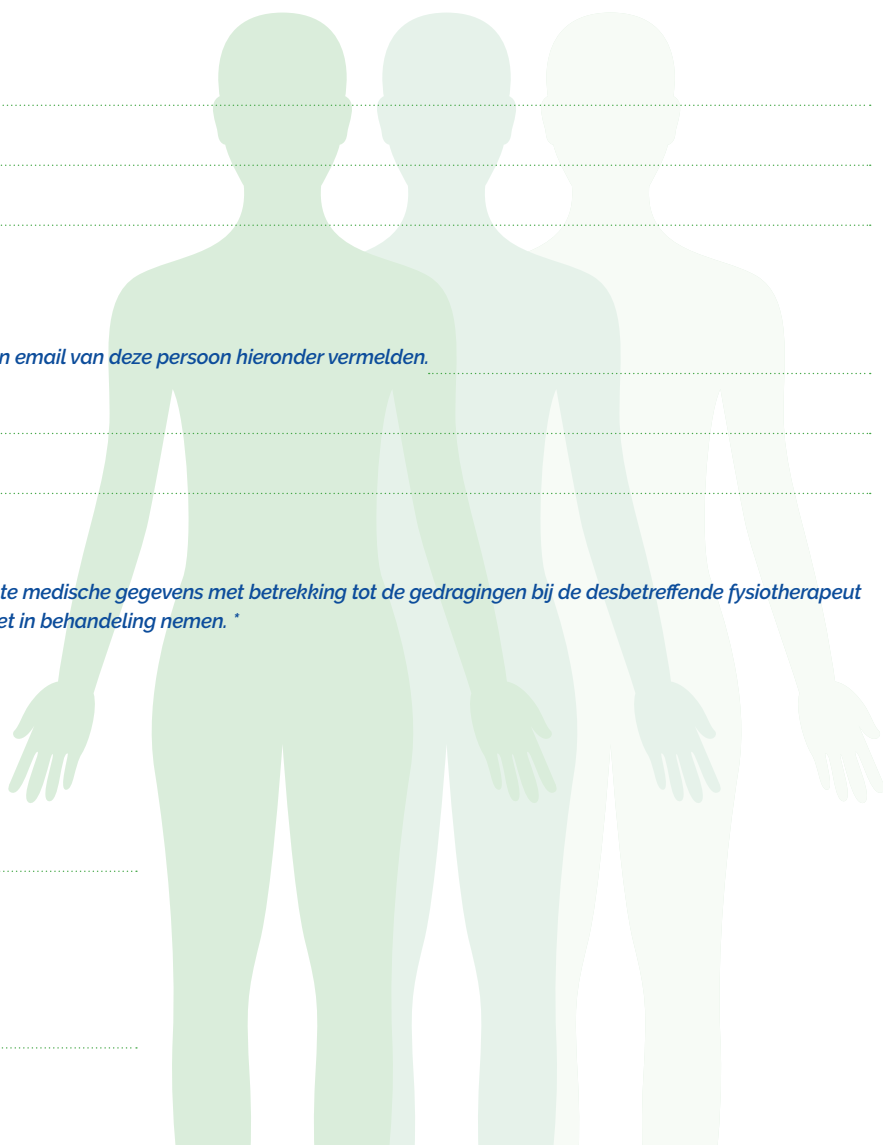 n email van deze persoon hieronder vermelden.
te medische gegevens met betrekking tot de gedragingen bij de desbetreffende fysiotherapeut
et in behandeling nemen. *